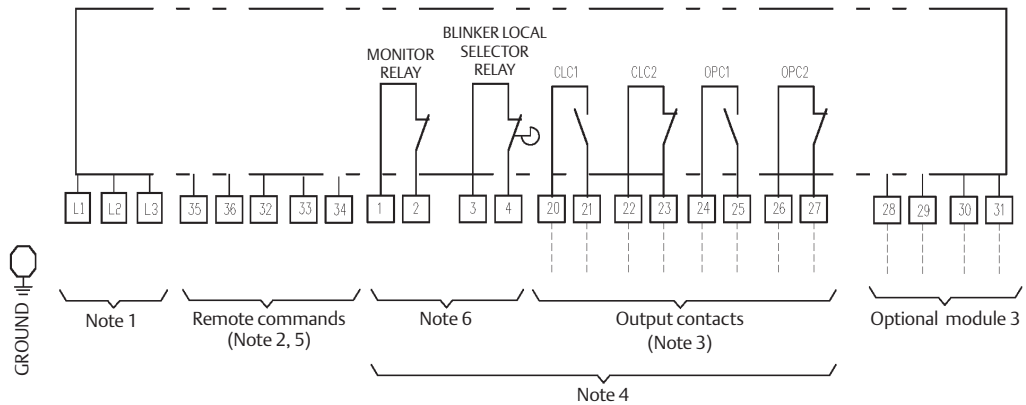 BLINKER LOCAL
SELECTOR
RELAY
MONITOR
RELAY
CLC1 CLC2 OPC1 OPC2
L1 L2 L3 35 36 32 33 34 1 2 3 4 20 21 22 23 24 25 26 27 28 29 30 31
GROUND
Note 1
Remote commands
(Note 2, 5)
Note 6
Output contacts
(Note 3)
Optional module 3
Note 4